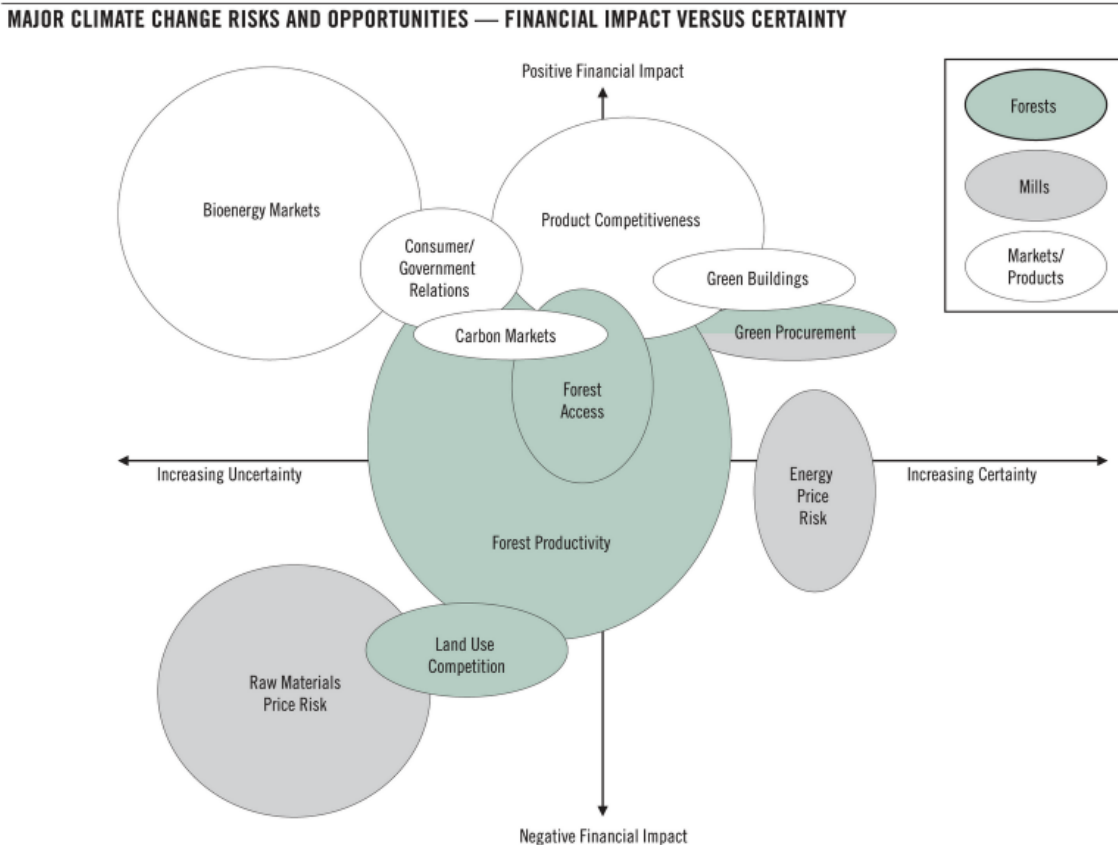 MAJOR CLIMATE CHANGE RISKS AND OPPORTUNITIES — FINANCIAL IMPACT VERSUS CERTAINTY
Positive Financial Impact
Forests
Mills
Markets/
Products
Bioenergy Markets
Product Competitiveness
Consumer/
Government
Relations
Green Buildings
Carbon Markets
Green Procurement
Forest
Access
Increasing Uncertainty
Increasing Certainty
Energy
Price
Risk
Forest Productivity
Land Use
Competition
Raw Materials
Price Risk
Negative Financial Impact